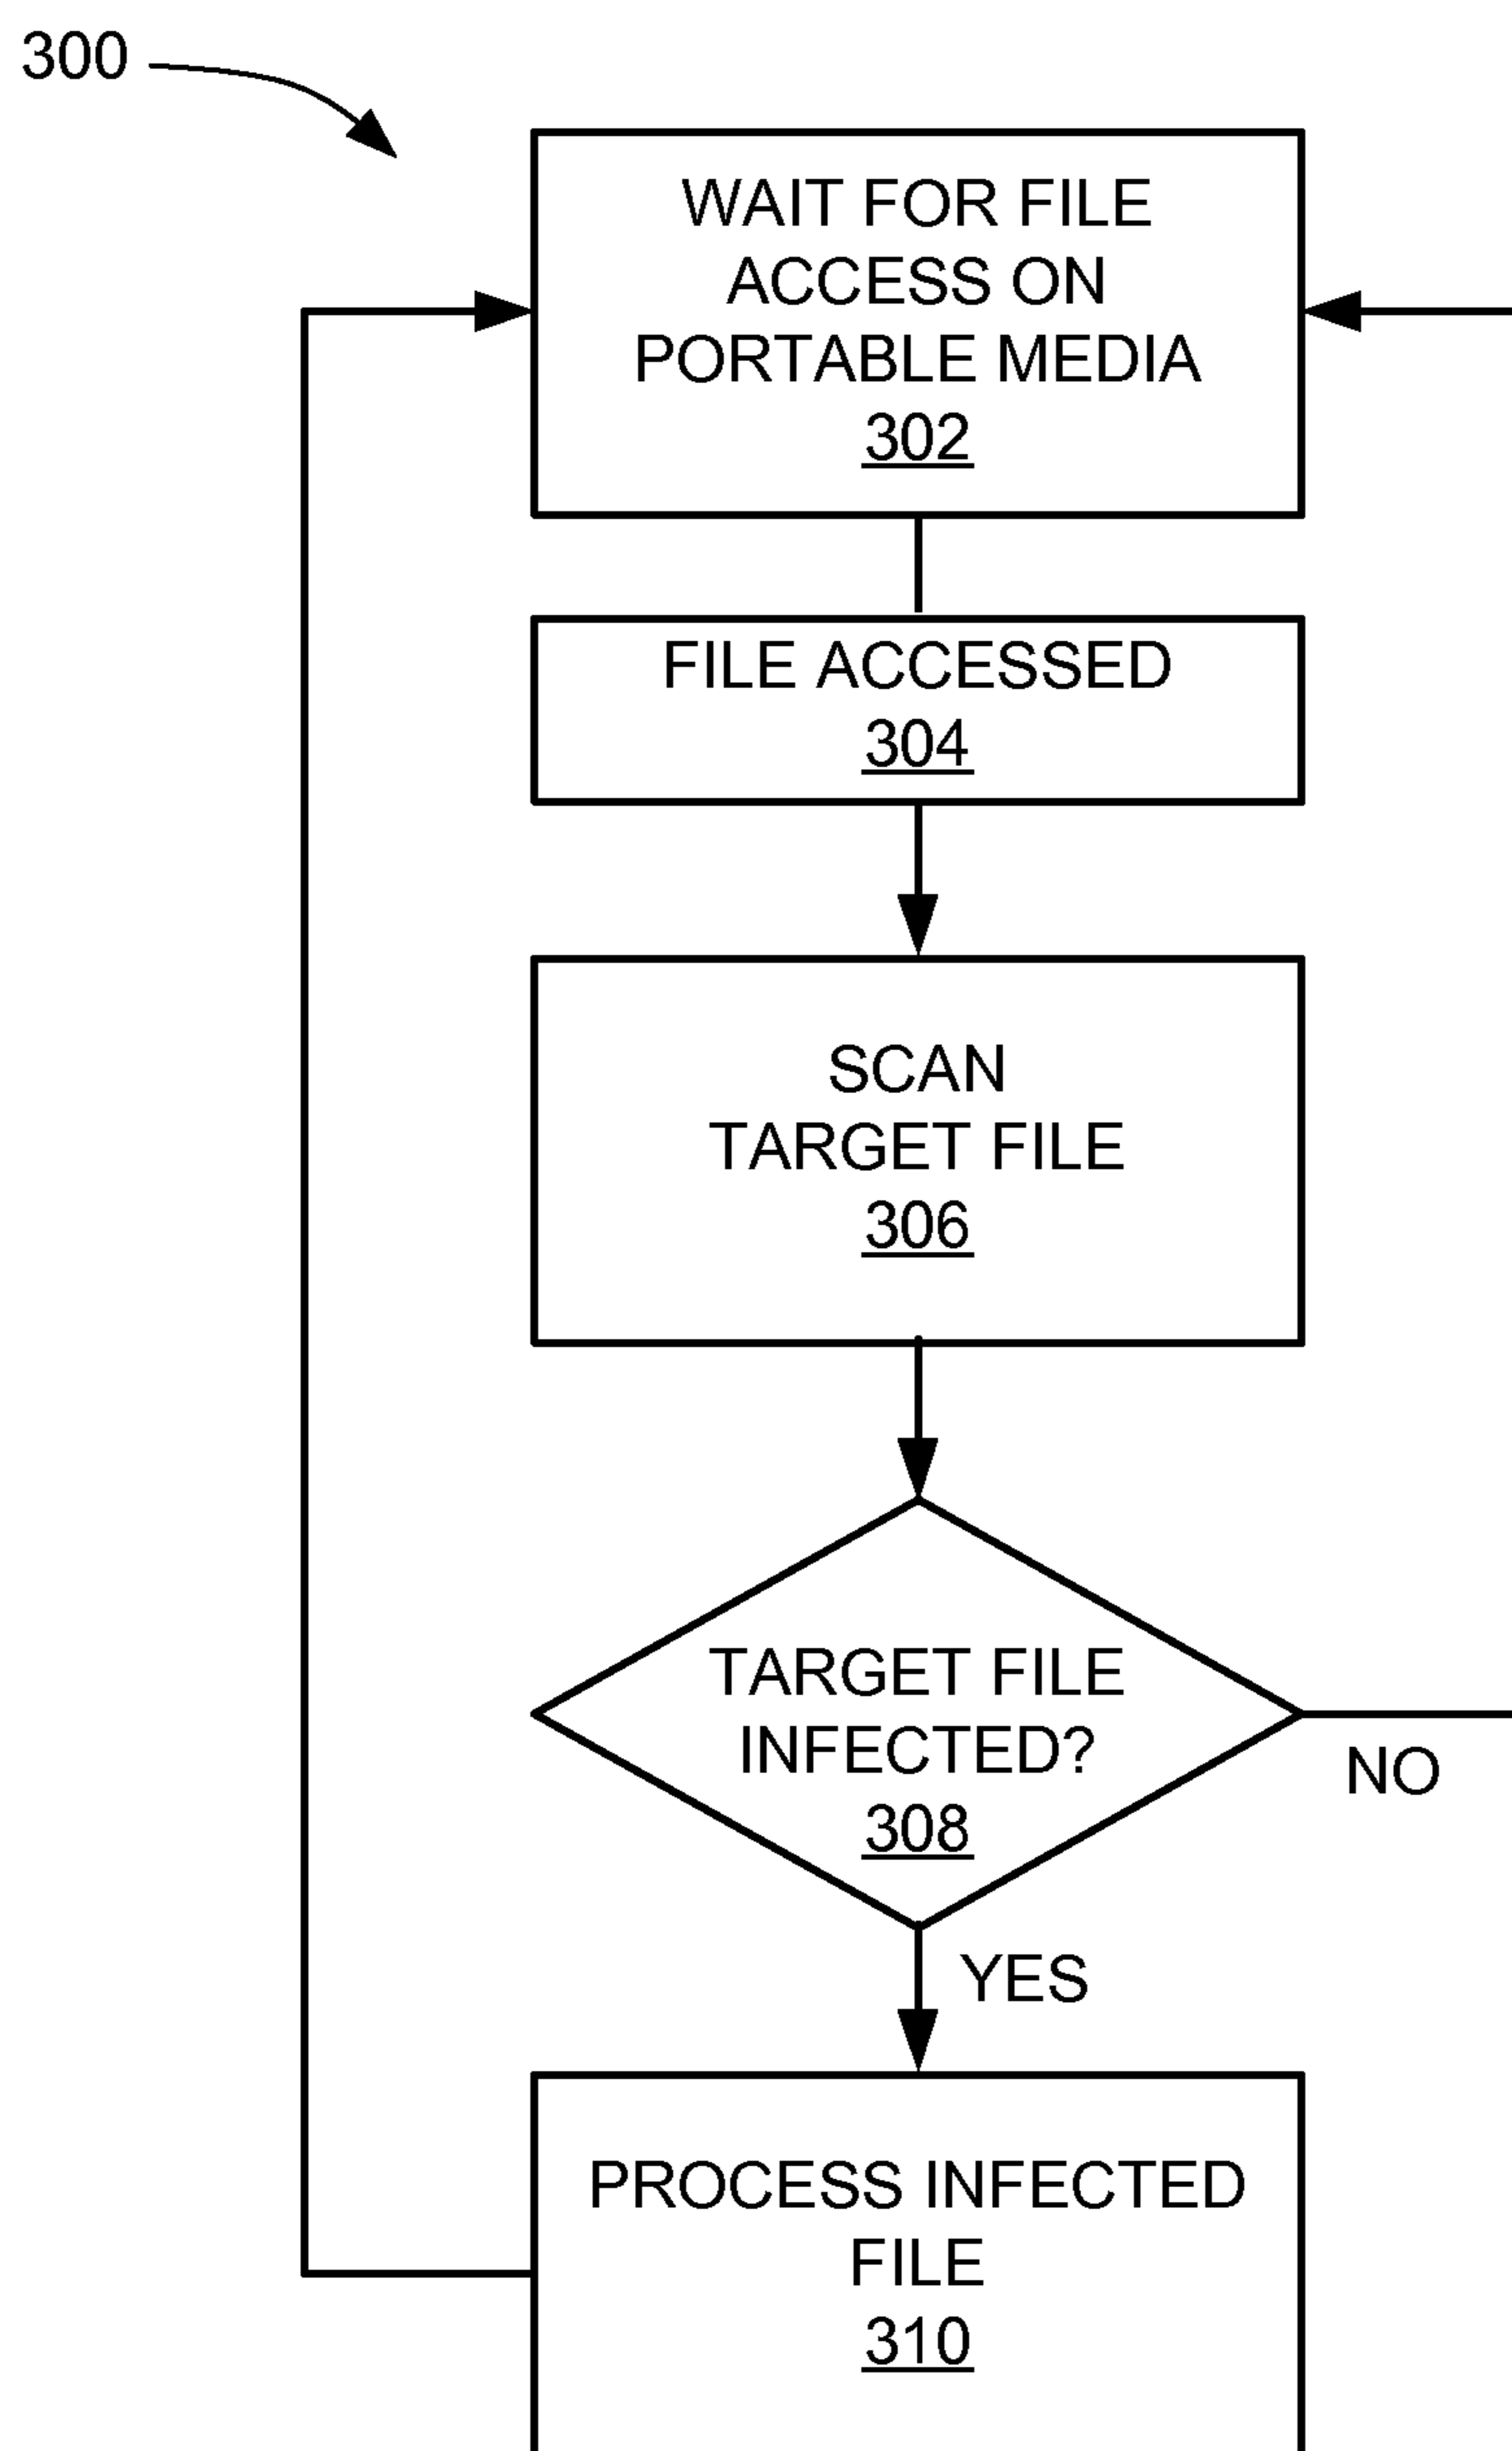 300
WAIT FOR FILE
ACCESS ON
PORTABLE MEDIA
302
FILE ACCESSED
304
SCAN
TARGET FILE
306
TARGET FILE
INFECTED?
308
NO
YES
PROCESS INFECTED
FILE
310